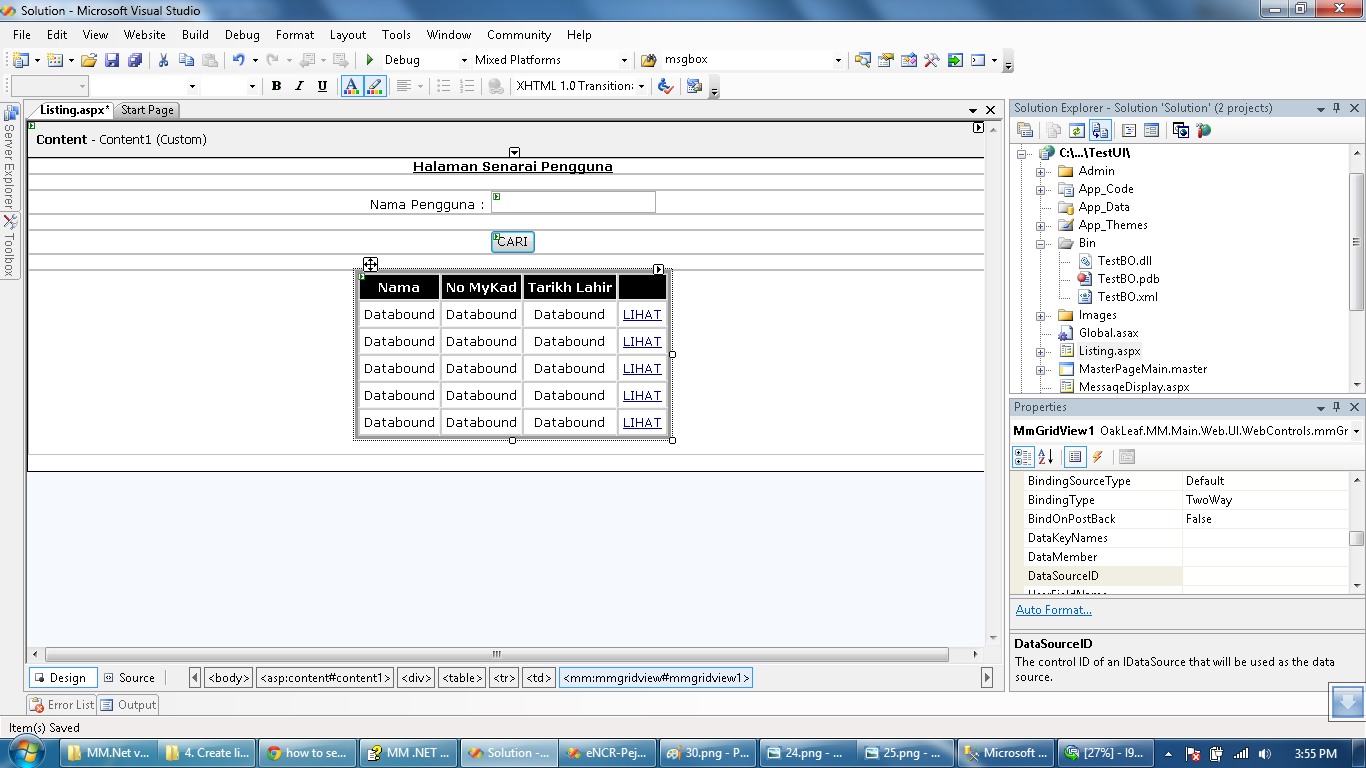 Solution - Microsoft Visual Studio
File Edit View Website Build Debug Format Layout Tools Window Community Help
Debug Mixed Platforms msgbox
B I U A XHTML 1.0 Transition:
Server Explorer
Toolbox
Listing.aspx* Start Page
Content - Content1 (Custom)
Halaman Senarai Pengguna
Nama Pengguna :
CARI
Nama No MyKad Tarikh Lahir
Databound Databound Databound LIHAT
Databound Databound Databound LIHAT
Databound Databound Databound LIHAT
Databound Databound Databound LIHAT
Databound Databound Databound LIHAT
Design Source <body> <asp:content#content1> <div> <table> <tr> <td> <mm:mmgridview#mmgridview1>
Error List Output
Item(s) Saved
Solution Explorer - Solution 'Solution' (2 projects)
C:\...\TestUI\
Admin
App_Code
App_Data
App_Themes
Bin
TestBO.dll
TestBO.pdb
TestBO.xml
Images
Global.asax
Listing.aspx
MasterPageMain.master
MessageDisplay.aspx
Properties
MmGridView1 OakLeaf.MM.Main.Web.UI.WebControls.mmGr
BindingSourceType Default
BindingType TwoWay
BindOnPostBack False
DataKeyNames
DataMember
DataSourceID
UserFieldName
Auto Format...
DataSourceID
The control ID of an IDataSource that will be used as the data
source.
MM.Net v... 4. Create li... how to se... MM .NET ... Solution -... eNCR-Pej... 30.png - P... 24.png - ... 25.png - ... Microsoft ... [27%] - I9... 3:55 PM